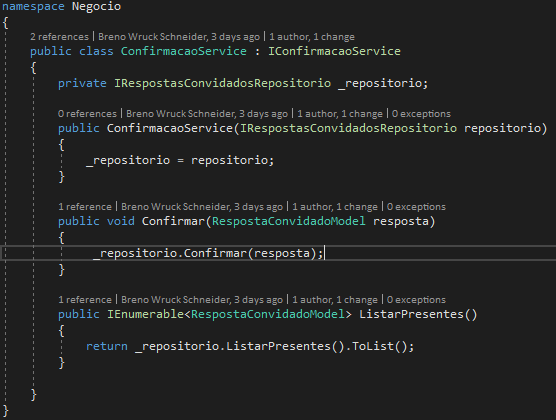 namespace Negocio
{
2 references | Breno Wruck Schneider, 3 days ago | 1 author, 1 change
public class ConfirmacaoService : IConfirmacaoService
{
private IRespostasConvidadosRepositorio _repositorio;
0 references | Breno Wruck Schneider, 3 days ago | 1 author, 1 change | 0 exceptions
public ConfirmacaoService(IRespostasConvidadosRepositorio repositorio)
{
_repositorio = repositorio;
}
1 reference | Breno Wruck Schneider, 3 days ago | 1 author, 1 change | 0 exceptions
public void Confirmar(RespostaConvidadoModel resposta)
{
_repositorio.Confirmar(resposta);
}
1 reference | Breno Wruck Schneider, 3 days ago | 1 author, 1 change | 0 exceptions
public IEnumerable<RespostaConvidadoModel> ListarPresentes()
{
return _repositorio.ListarPresentes().ToList();
}
}
}